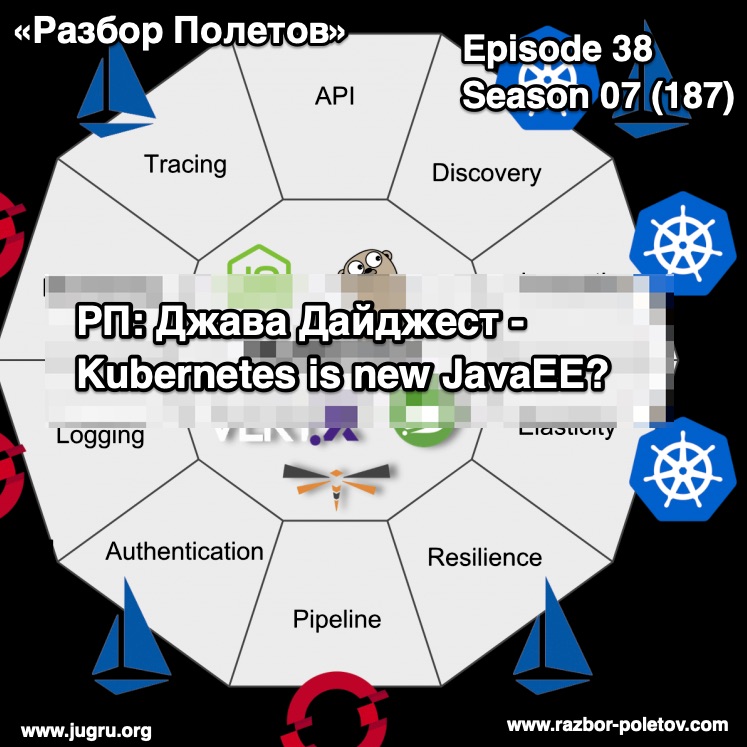 «Разбор Полетов»
Episode 38
Season 07 (187)
API
Tracing
Discovery
РП: Джава Дайджест -
Kubernetes is new JavaEE?
VERT.X
Logging
Elasticity
Authentication
Resilience
Pipeline
www.jugru.org
www.razbor-poletov.com